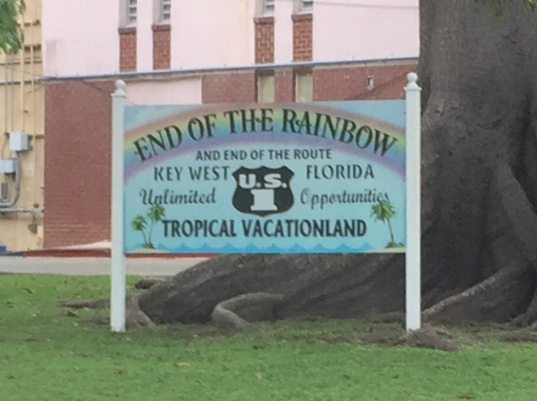 END OF THE RAINBOW
AND END OF THE ROUTE
KEY WEST FLORIDA
U.S.
1
Unlimited Opportunities
TROPICAL VACATIONLAND